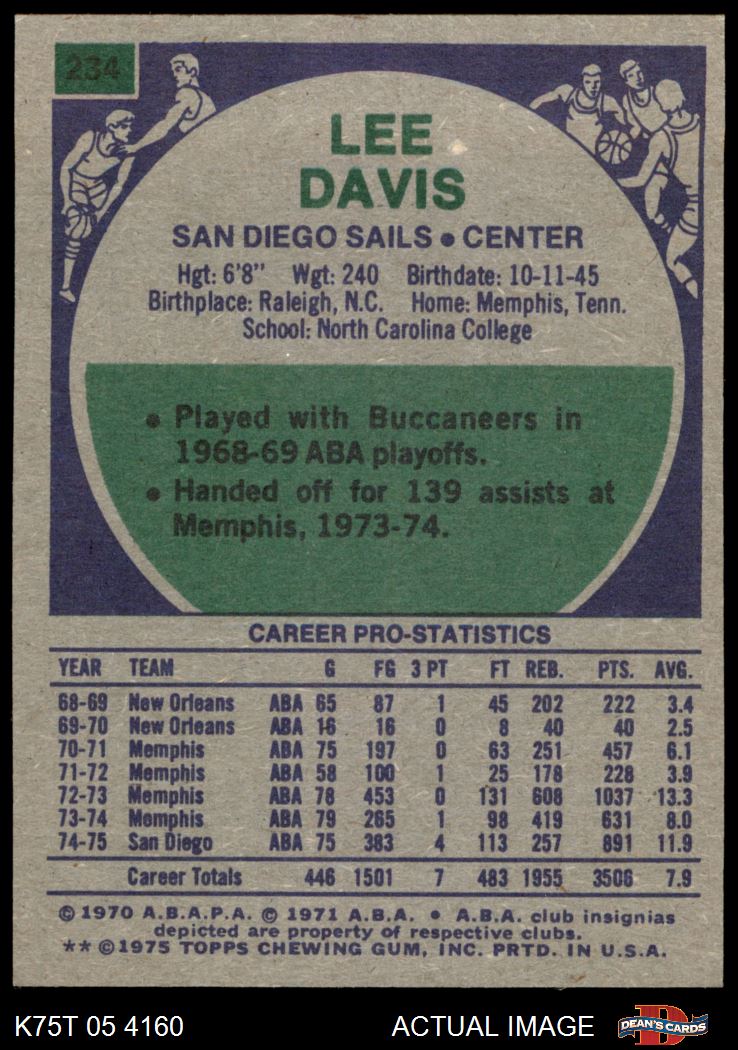 234
LEE
DAVIS
SAN DIEGO SAILS • CENTER
Hgt: 6'8" Wgt: 240 Birthdate: 10-11-45
Birthplace: Raleigh, N.C. Home: Memphis, Tenn.
School: North Carolina College
• Played with Buccaneers in
1968-69 ABA playoffs.
• Handed off for 139 assists at
Memphis, 1973-74.
CAREER PRO-STATISTICS
YEAR TEAM G FG 3 PT FT REB. PTS. AVG.
68-69 New Orleans ABA 65 87 1 45 202 222 3.4
69-70 New Orleans ABA 16 16 0 8 40 40 2.5
70-71 Memphis ABA 75 197 0 63 251 457 6.1
71-72 Memphis ABA 58 100 1 25 178 228 3.9
72-73 Memphis ABA 78 453 0 131 608 1037 13.3
73-74 Memphis ABA 79 265 1 98 419 631 8.0
74-75 San Diego ABA 75 383 4 113 257 891 11.9
Career Totals 446 1501 7 483 1955 3506 7.9
© 1970 A.B.A.P.A. © 1971 A.B.A. • A.B.A. club insignias
depicted are property of respective clubs.
** © 1975 TOPPS CHEWING GUM, INC. PRTD. IN U.S.A.
K75T 05 4160 ACTUAL IMAGE
D
DEAN'S CARDS